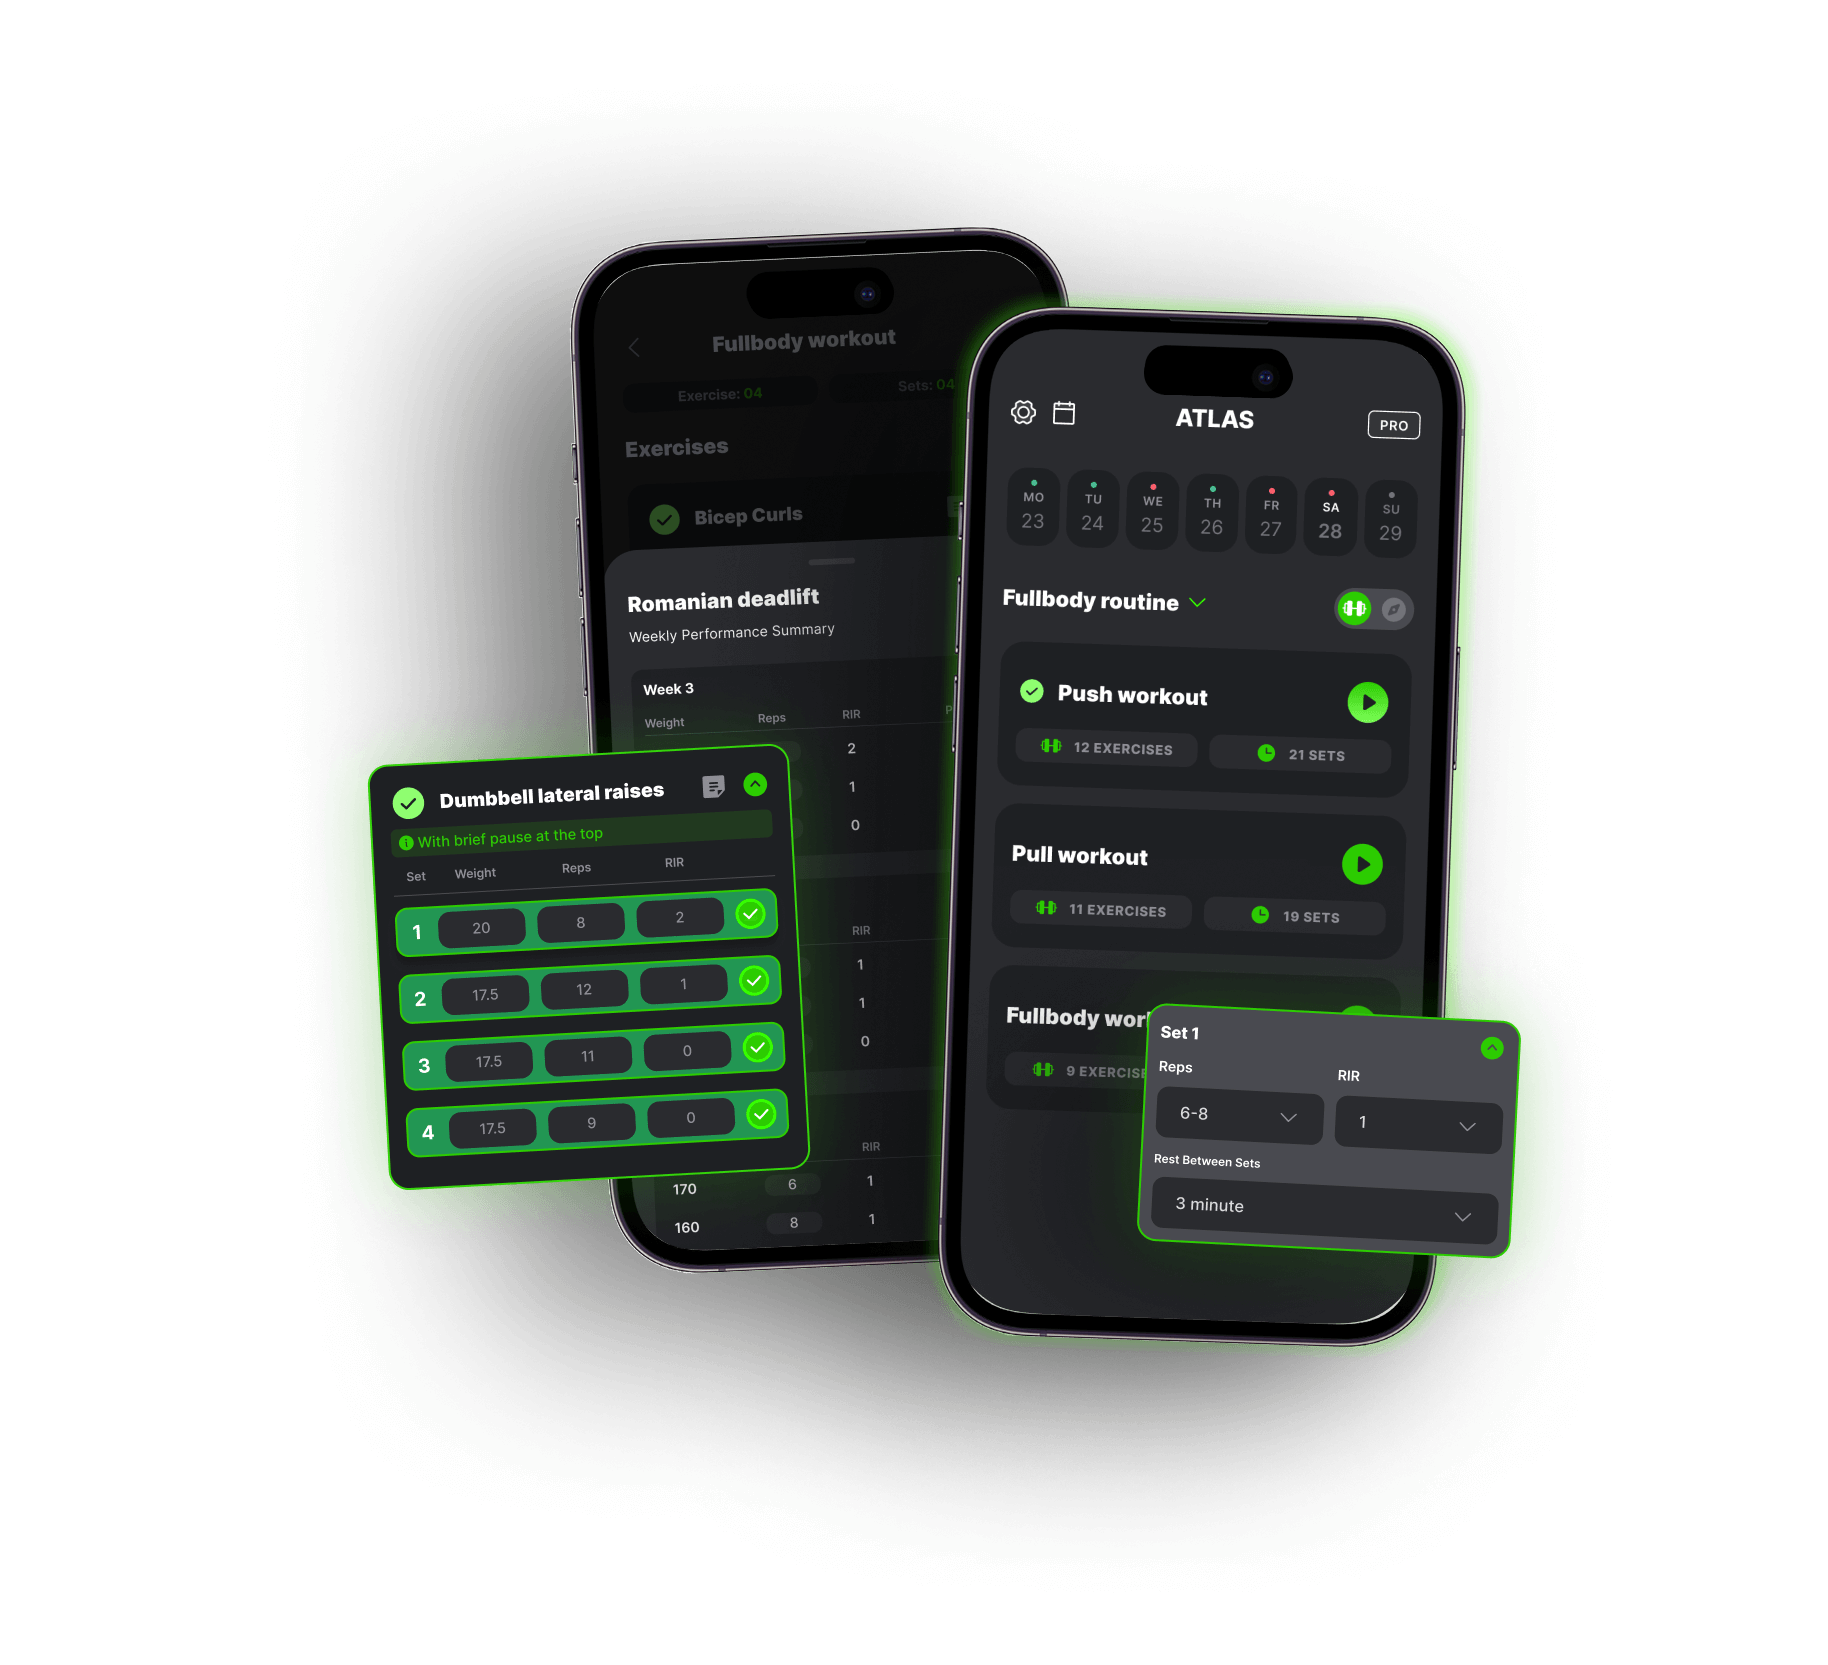 Fullbody workout
Exercise: 04
Sets: 04
Exercises
Bicep Curls
Romanian deadlift
Weekly Performance Summary
Week 3
Weight Reps RIR
2
1
0
RIR
1
1
0
RIR
170 6 1
160 8 1
Dumbbell lateral raises
With brief pause at the top
Set Weight Reps RIR
1 20 8 2
2 17.5 12 1
3 17.5 11 0
4 17.5 9 0
ATLAS
PRO
MO TU WE TH FR SA SU
23 24 25 26 27 28 29
Fullbody routine
Push workout
12 EXERCISES 21 SETS
Pull workout
11 EXERCISES 19 SETS
Fullbody wor
9 EXERCISE
Set 1
Reps RIR
6-8 1
Rest Between Sets
3 minute